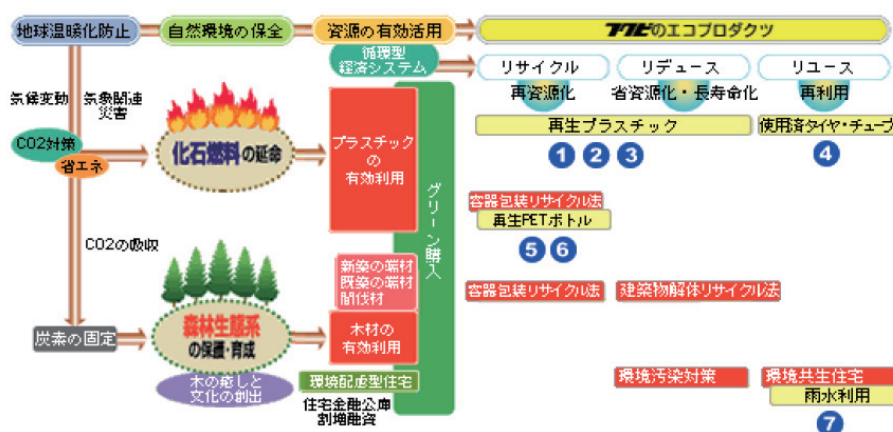 地球温暖化防止
自然環境の保全
資源の有効活用
フクビのエコプロダクツ
循環型
経済システム
リサイクル
リデュース
リユース
再資源化
省資源化・長寿命化
再利用
気候変動
気象関連
災害
再生プラスチック
使用済タイヤ・チューブ
CO2対策
省エネ
化石燃料の延命
プラスチック
の
有効利用
1
2
3
4
グリーン購入
容器包装リサイクル法
再生PETボトル
5
6
CO2の吸収
新築の端材
既築の端材
間伐材
容器包装リサイクル法
建築物解体リサイクル法
炭素の固定
森林生態系
の保護・育成
木材の
有効利用
木の癒しと
文化の創出
環境配慮型住宅
住宅金融公庫
割増融資
環境汚染対策
環境共生住宅
雨水利用
7